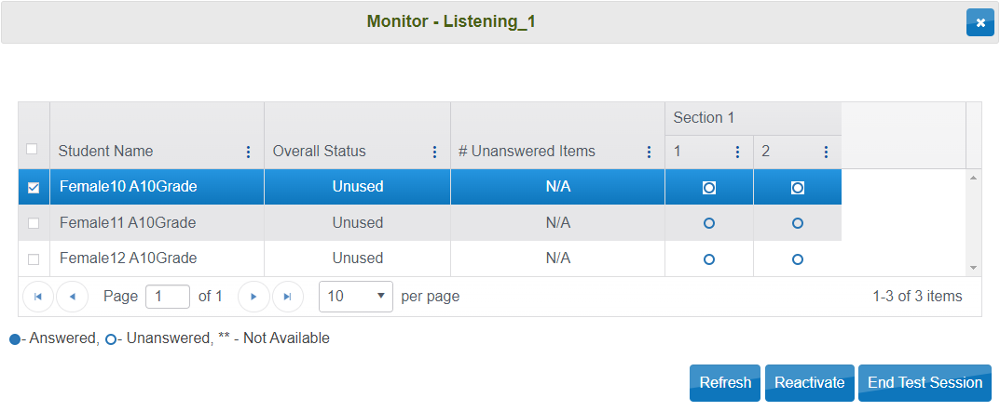 Monitor - Listening_1
Section 1
Student Name Overall Status # Unanswered Items 1 2
Female10 A10Grade Unused N/A
Female11 A10Grade Unused N/A
Female12 A10Grade Unused N/A
Page 1 of 1 10 per page 1-3 of 3 items
- Answered, - Unanswered, ** - Not Available
Refresh Reactivate End Test Session